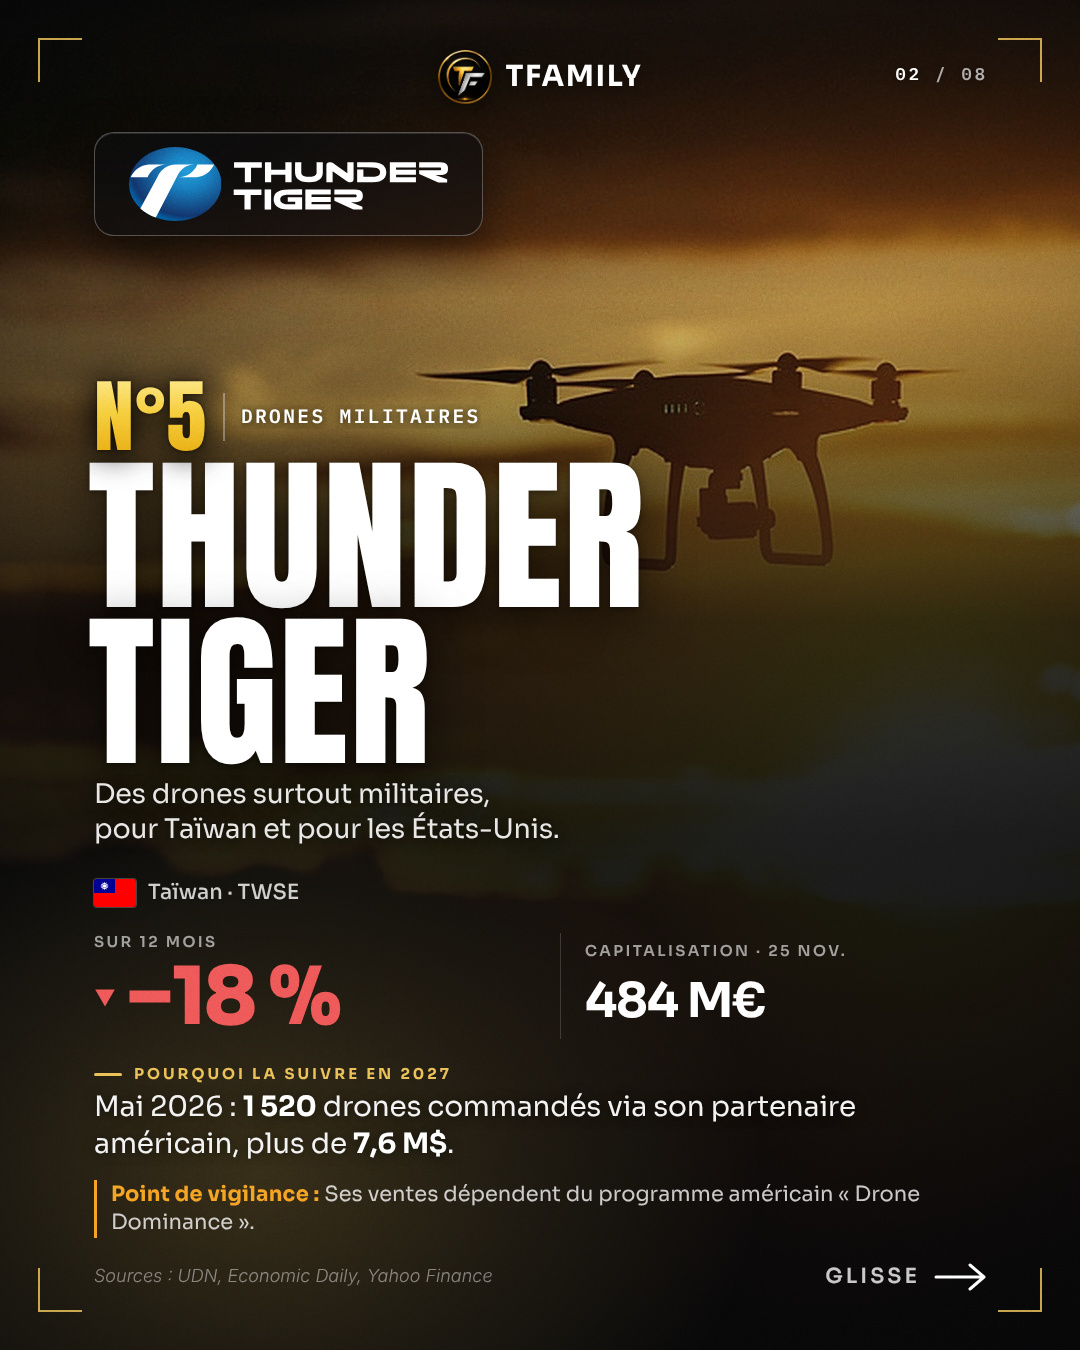 TFAMILY
02 / 08
THUNDER
TIGER
N°5
DRONES MILITAIRES
THUNDER
TIGER
Des drones surtout militaires,
pour Taïwan et pour les États-Unis.
Taïwan · TWSE
SUR 12 MOIS
▼ −18 %
CAPITALISATION · 25 NOV.
484 M€
POURQUOI LA SUIVRE EN 2027
Mai 2026 : 1 520 drones commandés via son partenaire
américain, plus de 7,6 M$.
Point de vigilance : Ses ventes dépendent du programme américain « Drone
Dominance ».
Sources : UDN, Economic Daily, Yahoo Finance
GLISSE →